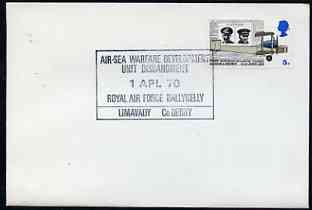 AIR-SEA WARFARE DEVELOPMENT
UNIT DISBANDMENT
1 APL 70
ROYAL AIR FORCE BALLYKELLY
LIMAVADY Co DERRY
5D